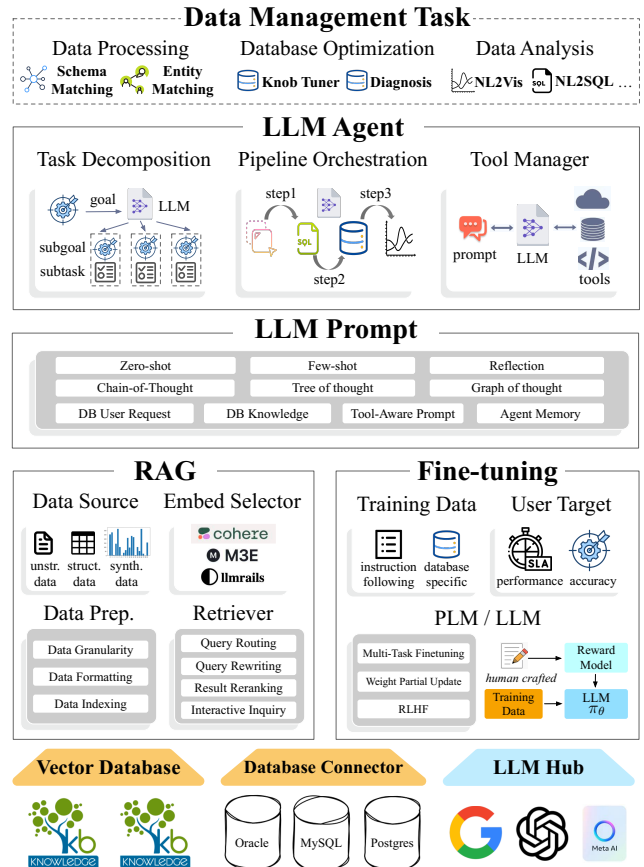 Data Management Task
Data Processing
Database Optimization
Data Analysis
Schema
Matching
Entity
Matching
Knob Tuner
Diagnosis
NL2Vis
SQL
NL2SQL ...
LLM Agent
Task Decomposition
Pipeline Orchestration
Tool Manager
goal
LLM
subgoal
subtask
step1
step3
SQL
step2
prompt
LLM
tools
LLM Prompt
Zero-shot
Few-shot
Reflection
Chain-of-Thought
Tree of thought
Graph of thought
DB User Request
DB Knowledge
Tool-Aware Prompt
Agent Memory
RAG
Data Source
Embed Selector
unstr.
data
struct.
data
synth.
data
cohere
M M3E
llmrails
Data Prep.
Retriever
Data Granularity
Data Formatting
Data Indexing
Query Routing
Query Rewriting
Result Reranking
Interactive Inquiry
Fine-tuning
Training Data
User Target
instruction
following
database
specific
SLA
performance
accuracy
PLM / LLM
Multi-Task Finetuning
Weight Partial Update
RLHF
human crafted
Reward
Model
Training
Data
LLM
πθ
Vector Database
Database Connector
LLM Hub
kb
KNOWLEDGE
kb
KNOWLEDGE
Oracle
MySQL
Postgres
G
Meta AI